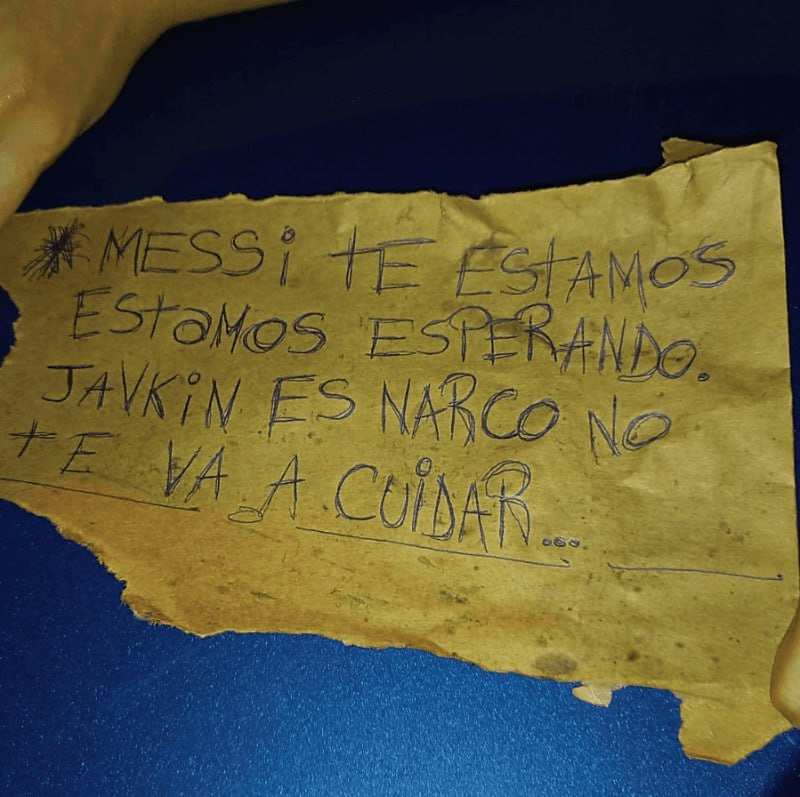 * MESSi tE EStAMOS
EStaMOS ESPERANDO.
JAVKiN ES NARCO NO
tE VA A CUiDAR...